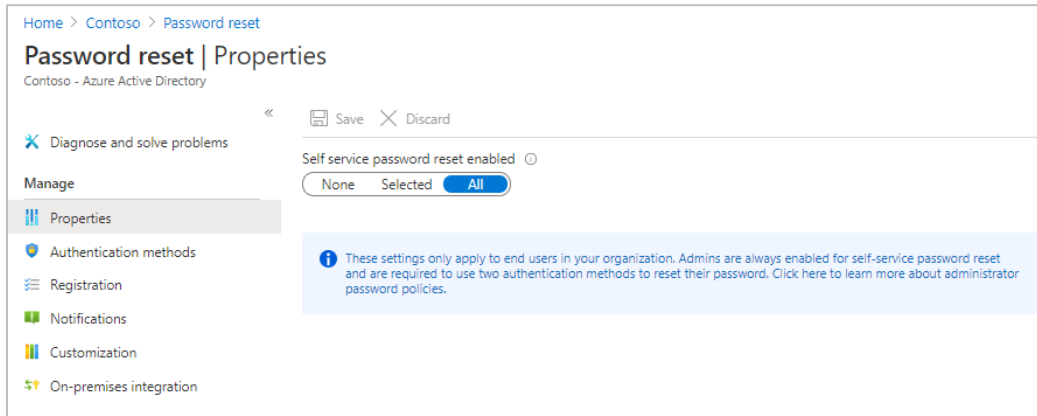 Home > Contoso > Password reset
Password reset | Properties
Contoso - Azure Active Directory
«
Save Discard
Diagnose and solve problems
Self service password reset enabled
None Selected All
Manage
Properties
Authentication methods
These settings only apply to end users in your organization. Admins are always enabled for self-service password reset
and are required to use two authentication methods to reset their password. Click here to learn more about administrator
password policies.
Registration
Notifications
Customization
On-premises integration